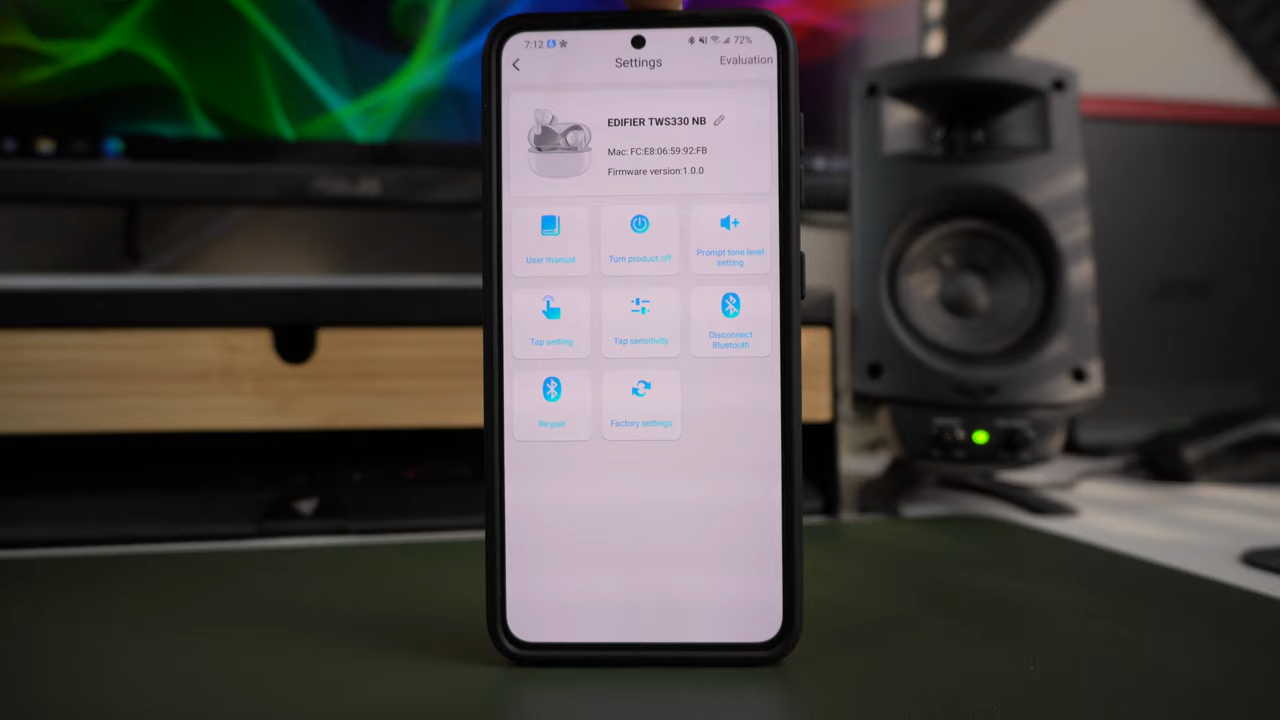 7:12
72%
Settings
Evaluation
EDIFIER TWS330 NB
Mac: FC:E8:06:59:92:FB
Firmware version:1.0.0
User manual
Turn product off
Prompt tone level
setting
Tap setting
Tap sensitivity
Disconnect
Bluetooth
Re-pair
Factory settings
ASUS